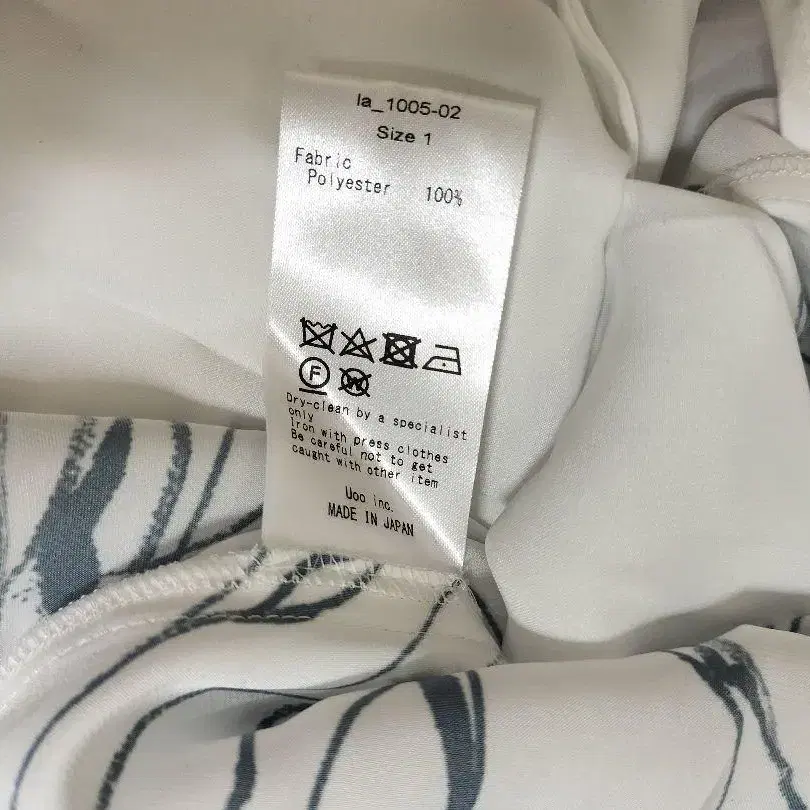 la_1005-02
Size 1
Fabric
Polyester 100%
F
W
Dry-clean by a specialist
only
Iron with press clothes
Be careful not to get
caught with other item
Uoo inc.
MADE IN JAPAN